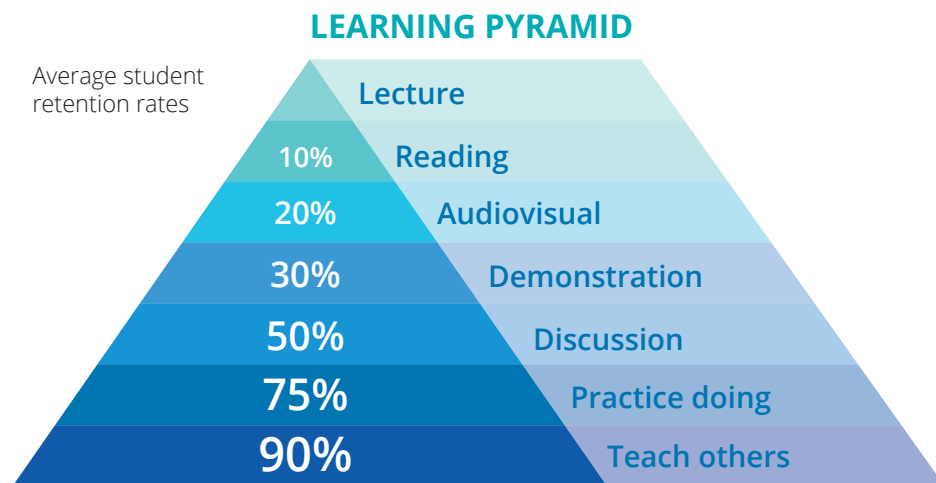 LEARNING PYRAMID
Average student
retention rates
Lecture
10% Reading
20% Audiovisual
30% Demonstration
50% Discussion
75% Practice doing
90% Teach others